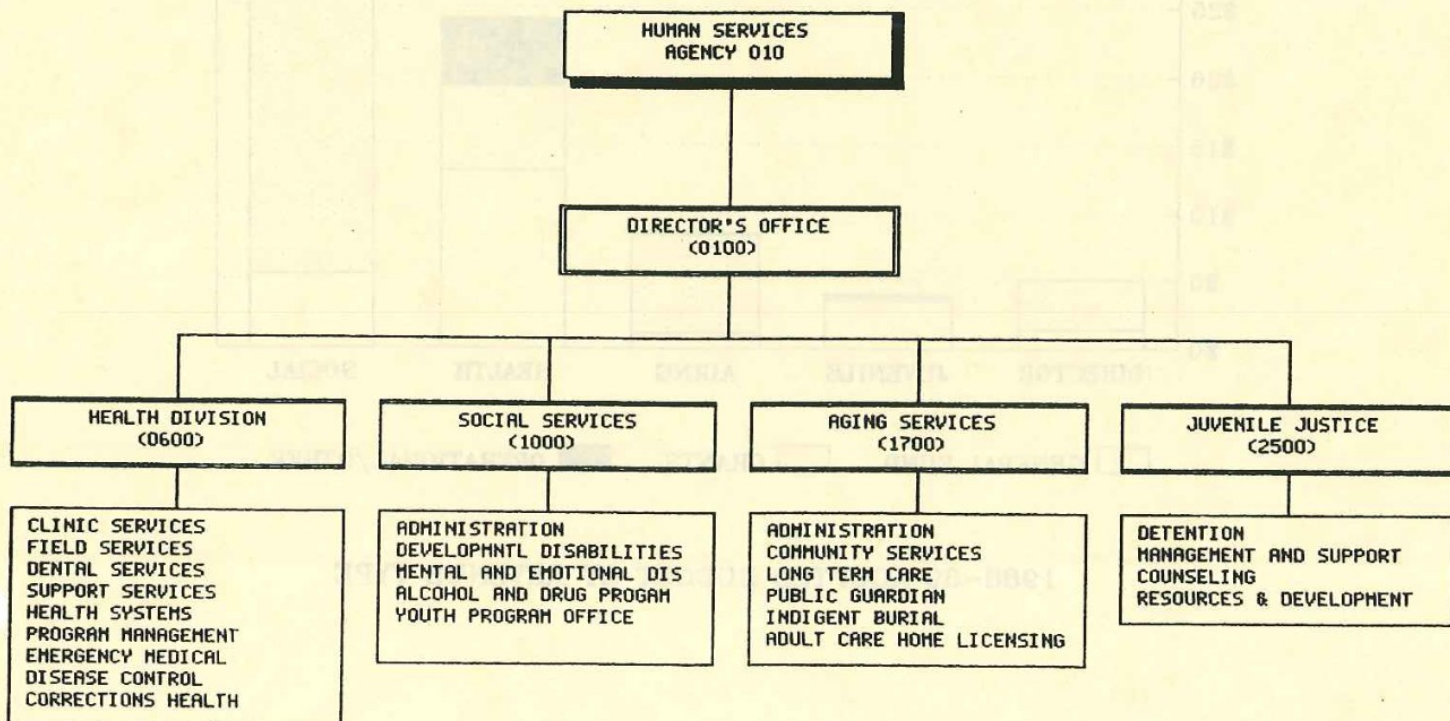 HUMAN SERVICES
AGENCY 010
DIRECTOR'S OFFICE
(0100)
HEALTH DIVISION
(0600)
CLINIC SERVICES
FIELD SERVICES
DENTAL SERVICES
SUPPORT SERVICES
HEALTH SYSTEMS
PROGRAM MANAGEMENT
EMERGENCY MEDICAL
DISEASE CONTROL
CORRECTIONS HEALTH
SOCIAL SERVICES
(1000)
ADMINISTRATION
DEVELOPMNTL DISABILITIES
MENTAL AND EMOTIONAL DIS
ALCOHOL AND DRUG PROGAM
YOUTH PROGRAM OFFICE
AGING SERVICES
(1700)
ADMINISTRATION
COMMUNITY SERVICES
LONG TERM CARE
PUBLIC GUARDIAN
INDIGENT BURIAL
ADULT CARE HOME LICENSING
JUVENILE JUSTICE
(2500)
DETENTION
MANAGEMENT AND SUPPORT
COUNSELING
RESOURCES & DEVELOPMENT